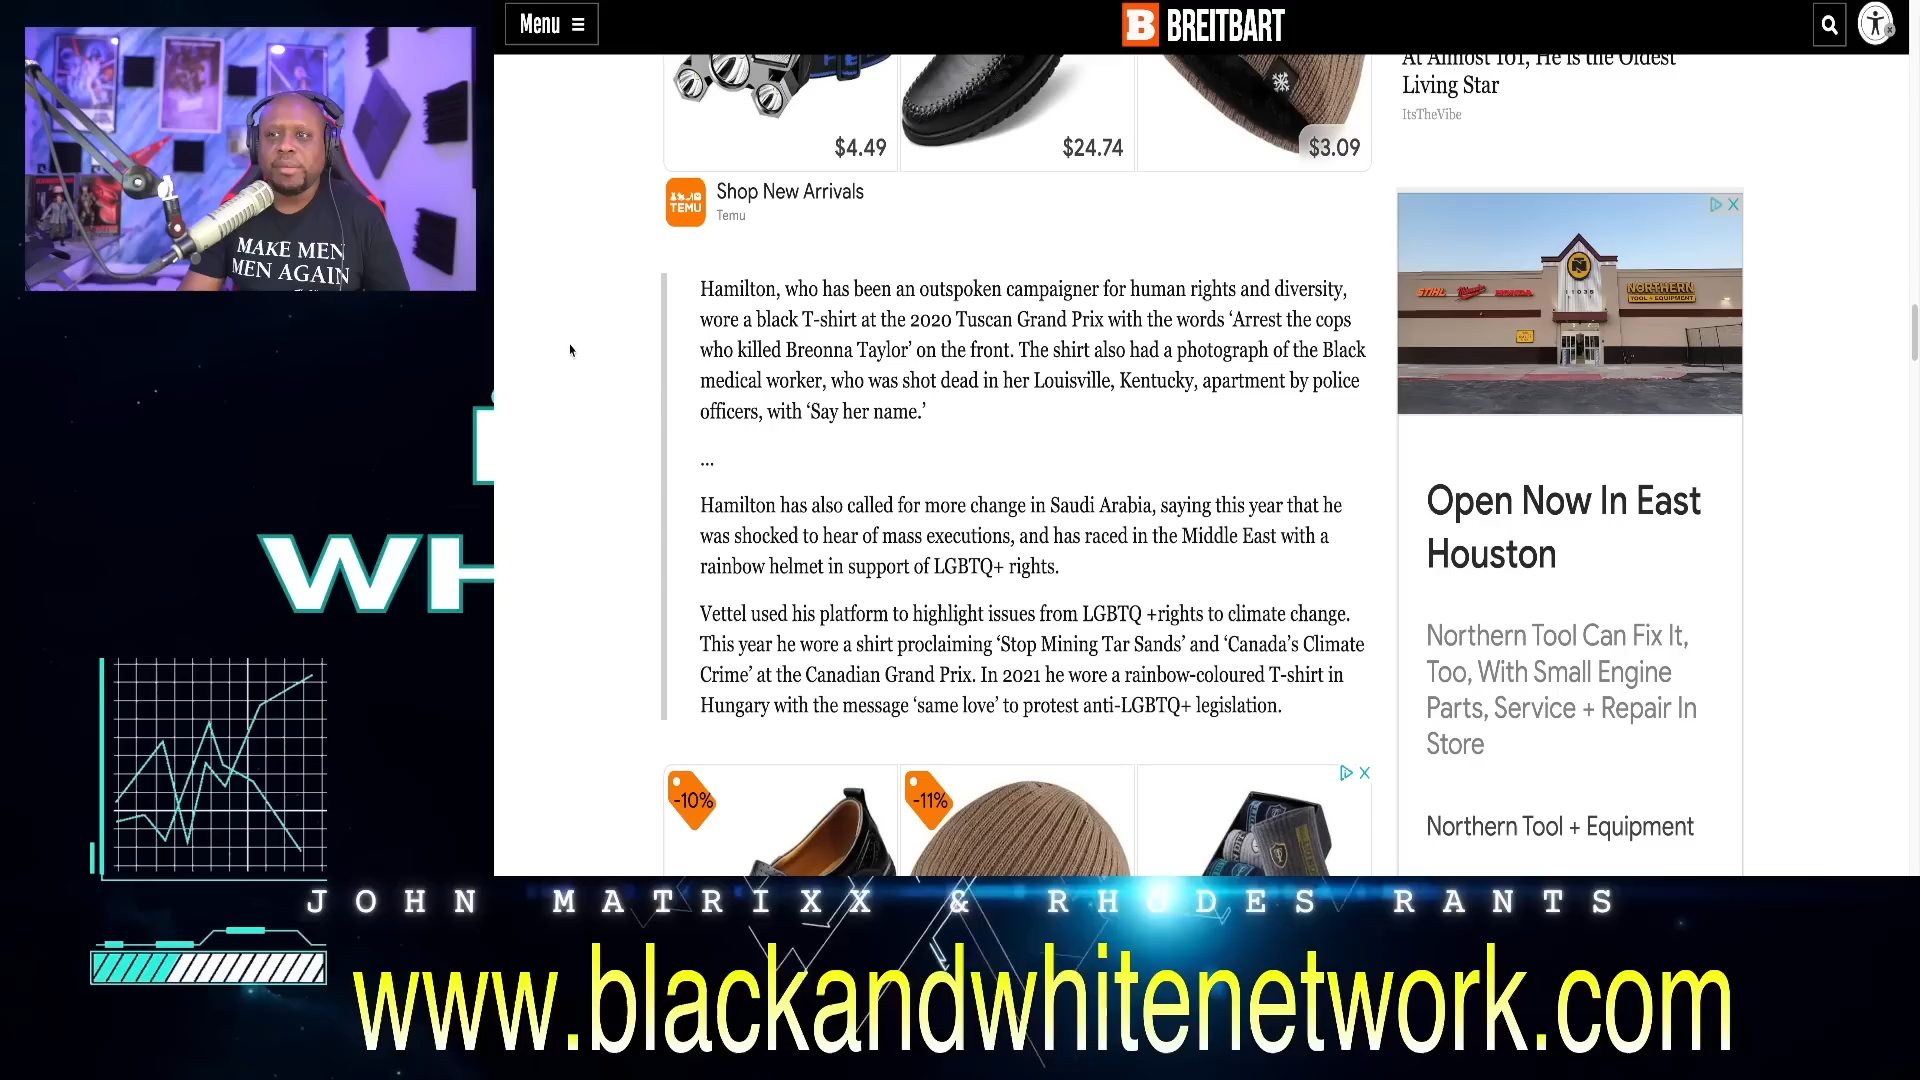 Menu
BREITBART
At Almost 101, He is the Oldest
Living Star
ItsTheVibe
$4.49
$24.74
$3.09
TEMU
Shop New Arrivals
Temu
MAKE MEN
MEN AGAIN
Hamilton, who has been an outspoken campaigner for human rights and diversity,
wore a black T-shirt at the 2020 Tuscan Grand Prix with the words ‘Arrest the cops
who killed Breonna Taylor’ on the front. The shirt also had a photograph of the Black
medical worker, who was shot dead in her Louisville, Kentucky, apartment by police
officers, with ‘Say her name.’
...
Hamilton has also called for more change in Saudi Arabia, saying this year that he
was shocked to hear of mass executions, and has raced in the Middle East with a
rainbow helmet in support of LGBTQ+ rights.
Vettel used his platform to highlight issues from LGBTQ +rights to climate change.
This year he wore a shirt proclaiming ‘Stop Mining Tar Sands’ and ‘Canada’s Climate
Crime’ at the Canadian Grand Prix. In 2021 he wore a rainbow-coloured T-shirt in
Hungary with the message ‘same love’ to protest anti-LGBTQ+ legislation.
-10%
-11%
STIHL
HONDA
11035
NORTHERN
TOOL + EQUIPMENT
Open Now In East
Houston
Northern Tool Can Fix It,
Too, With Small Engine
Parts, Service + Repair In
Store
Northern Tool + Equipment
WH
JOHN MATRIXX & RHODES RANTS
www.blackandwhitenetwork.com